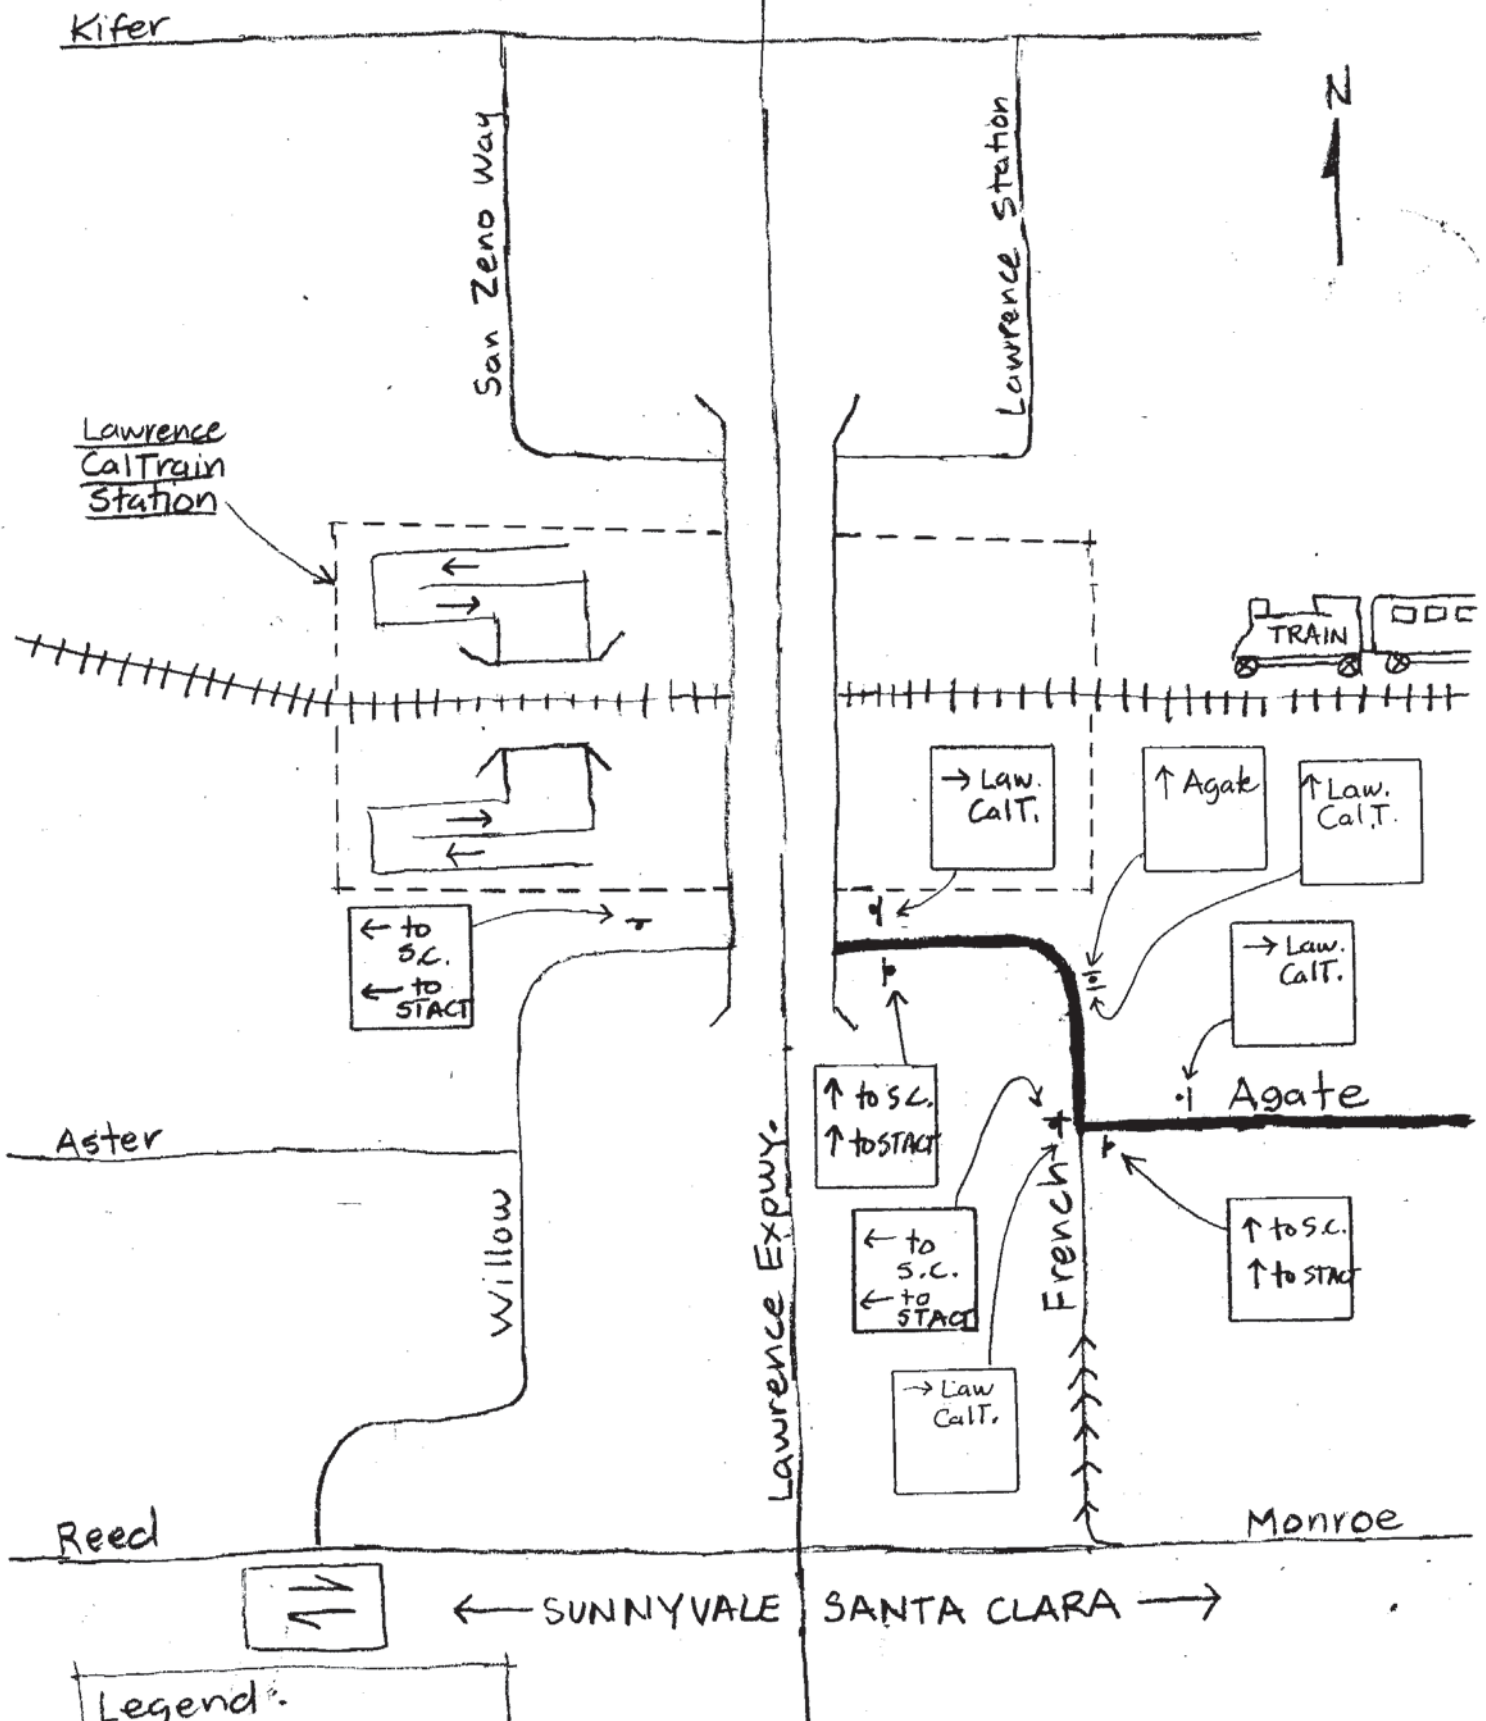 Kifer
N
San Zeno Way
Lawrence Station
Lawrence
CalTrain
Station
TRAIN
→ Law.
CalT.
↑ Agate
↑ Law.
Cal.T.
← to
S.C.
← to
STACT
→ Law.
CalT.
↑ to S.C.
↑ to STACT
Agate
Aster
Willow
Lawrence Expwy.
French
← to
S.C.
← to
STACT
↑ to S.C.
↑ to STACT
→ Law
CalT.
Reed
Monroe
← SUNNYVALE
SANTA CLARA →
Legend: